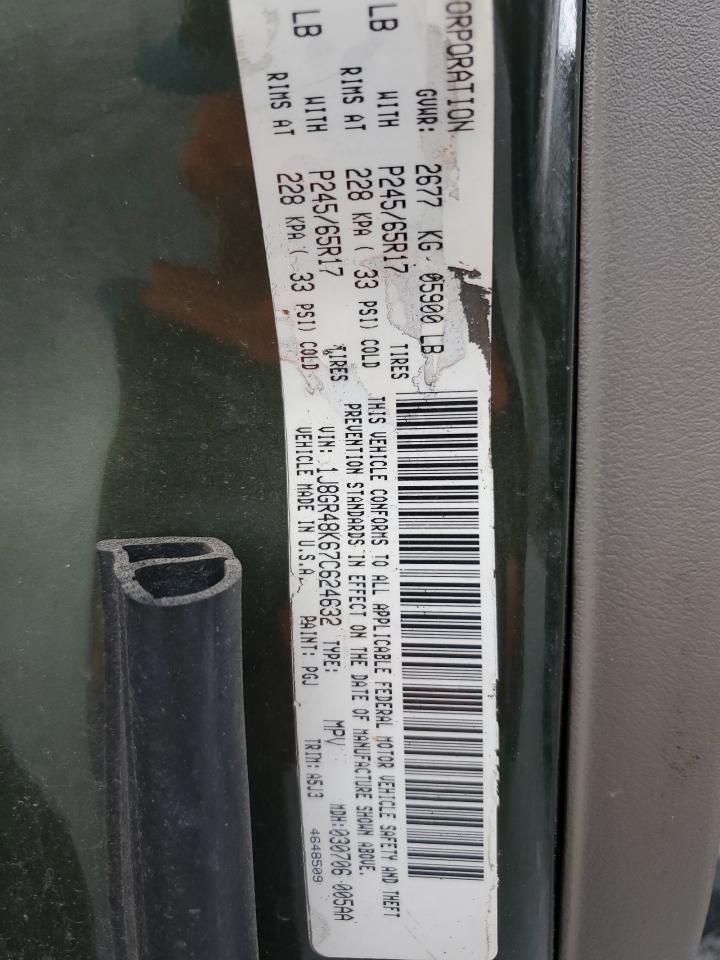 ORPORATION
GVWR: 2677 KG 05900 LB
LB WITH P245/65R17 TIRES
RIMS AT 228 KPA ( 33 PSI) COLD
LB WITH P245/65R17 TIRES
RIMS AT 228 KPA ( 33 PSI) COLD
THIS VEHICLE CONFORMS TO ALL APPLICABLE FEDERAL MOTOR VEHICLE SAFETY AND THEFT
PREVENTION STANDARDS IN EFFECT ON THE DATE OF MANUFACTURE SHOWN ABOVE.
VIN: 1J8GR48K67C624632 TYPE: MPV MDH:030706 005AA
VEHICLE MADE IN U.S.A. PAINT: PGJ TRIM: A5J3 4648509